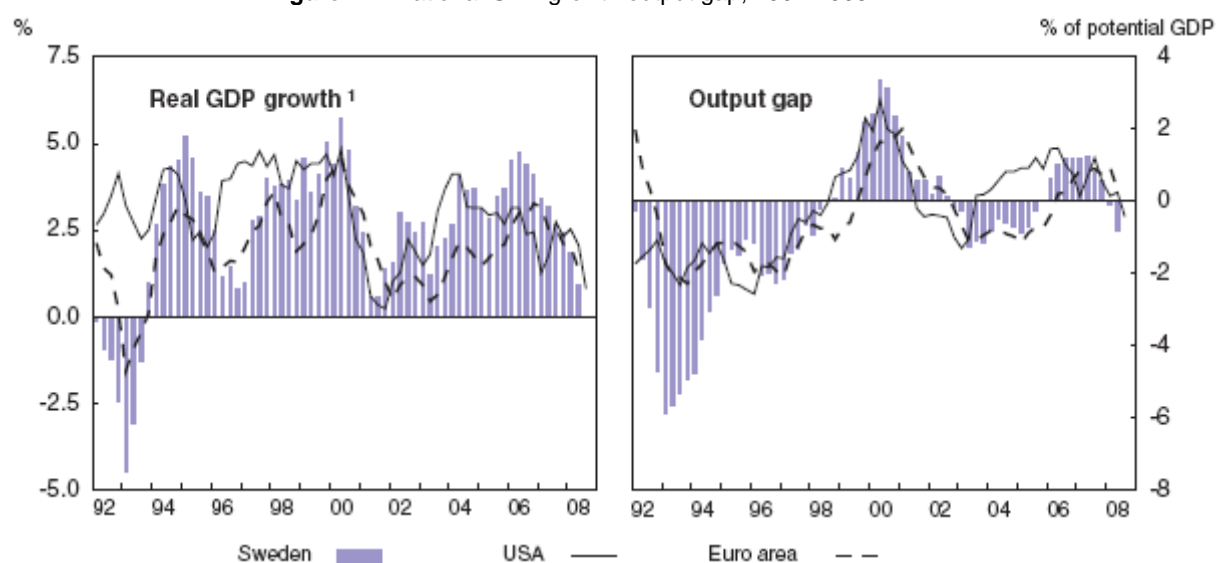 %
% of potential GDP
7.5
5.0
2.5
0.0
-2.5
-5.0
Real GDP growth 1
92 94 96 98 00 02 04 06 08
Output gap
4
2
0
-2
-4
-6
-8
92 94 96 98 00 02 04 06 08
Sweden USA Euro area